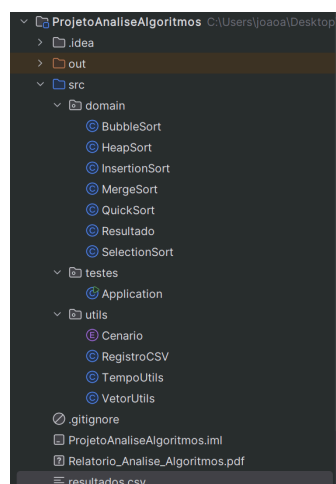 ProjetoAnaliseAlgoritmos C:\Users\joaoa\Desktop
.idea
out
src
domain
BubbleSort
HeapSort
InsertionSort
MergeSort
QuickSort
Resultado
SelectionSort
testes
Application
utils
Cenario
RegistroCSV
TempoUtils
VetorUtils
.gitignore
ProjetoAnaliseAlgoritmos.iml
Relatorio_Analise_Algoritmos.pdf
resultados.csv